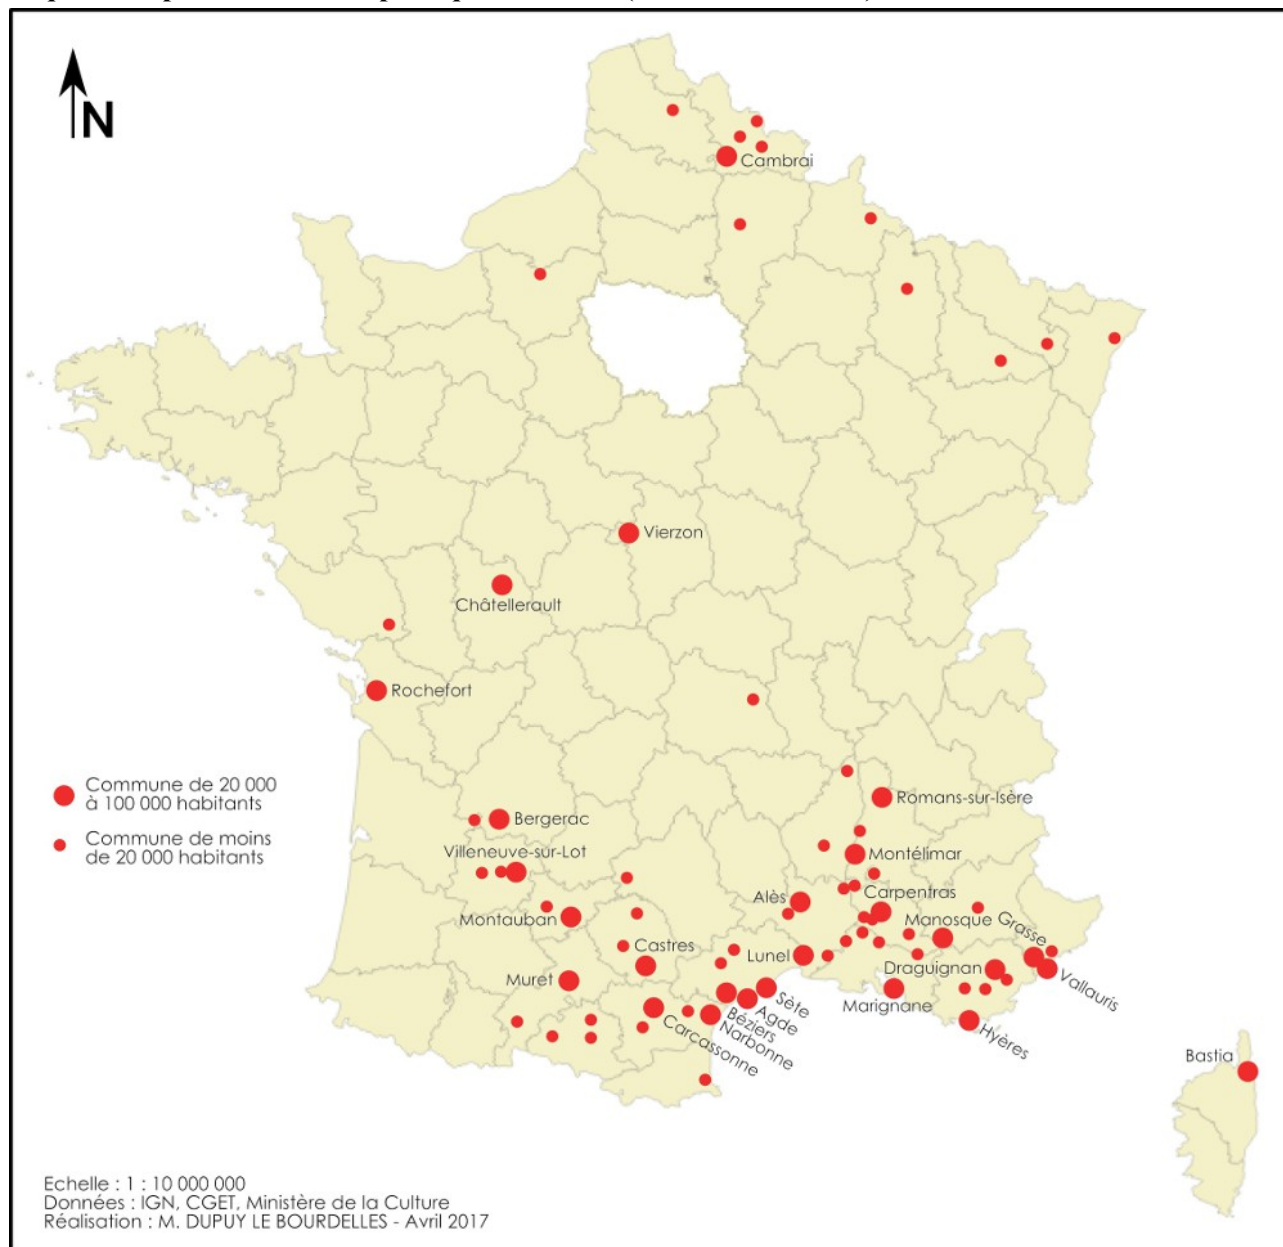 N
Cambrai
Vierzon
Châtellerault
Rochefort
Commune de 20 000
à 100 000 habitants
Commune de moins
de 20 000 habitants
Romans-sur-Isère
Bergerac
Villeneuve-sur-Lot
Montélimar
Alès
Carpentras
Montauban
Manosque
Grasse
Castres
Lunel
Draguignan
Muret
Vallauris
Sète
Marignane
Agde
Béziers
Narbonne
Carcassonne
Hyères
Bastia
Echelle : 1 : 10 000 000
Données : IGN, CGET, Ministère de la Culture
Réalisation : M. DUPUY LE BOURDELLES - Avril 2017